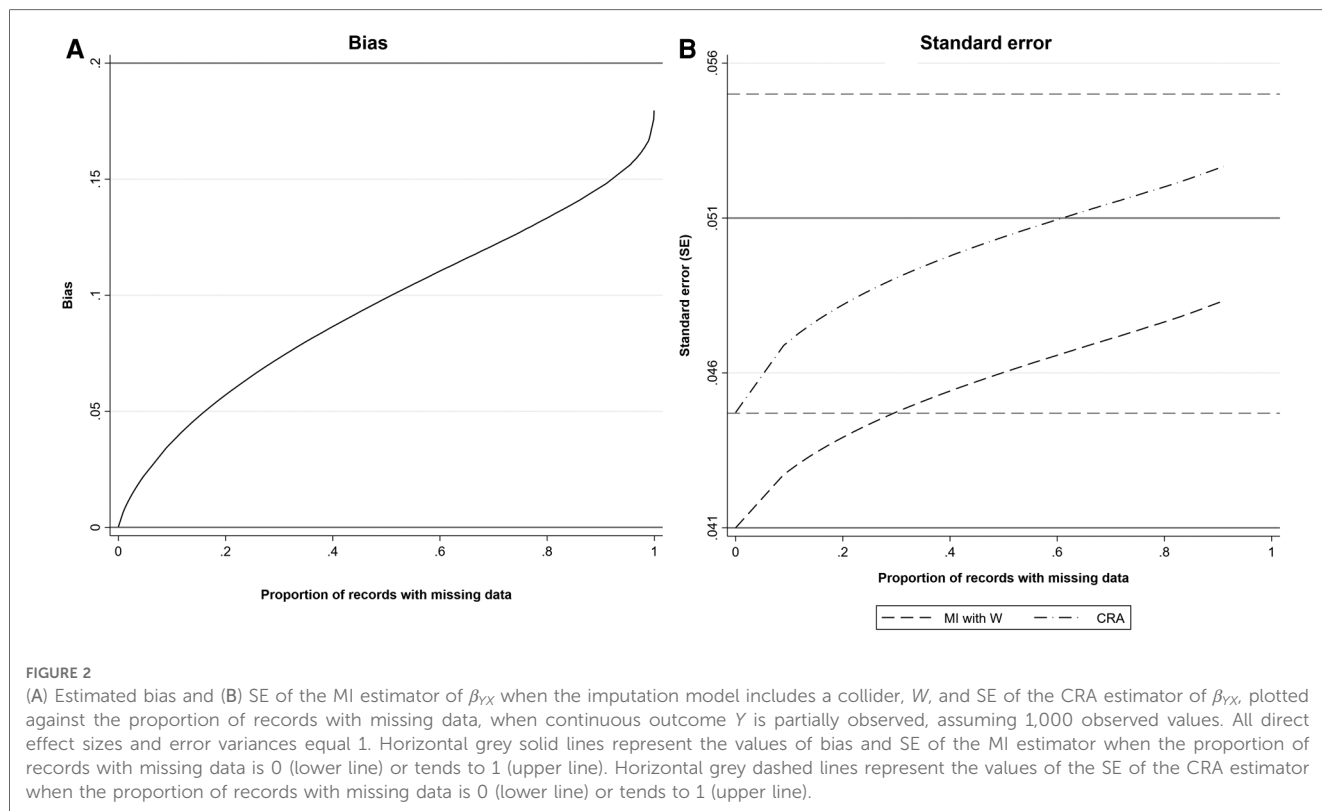 A
Bias
.2
.15
.1
.05
0
Bias
0
.2
.4
.6
.8
1
Proportion of records with missing data
B
Standard error
.056
.051
.046
.041
Standard error (SE)
0
.2
.4
.6
.8
1
Proportion of records with missing data
MI with W
CRA
FIGURE 2
(A) Estimated bias and (B) SE of the MI estimator of βYX when the imputation model includes a collider, W, and SE of the CRA estimator of βYX, plotted
against the proportion of records with missing data, when continuous outcome Y is partially observed, assuming 1,000 observed values. All direct
effect sizes and error variances equal 1. Horizontal grey solid lines represent the values of bias and SE of the MI estimator when the proportion of
records with missing data is 0 (lower line) or tends to 1 (upper line). Horizontal grey dashed lines represent the values of the SE of the CRA estimator
when the proportion of records with missing data is 0 (lower line) or tends to 1 (upper line).